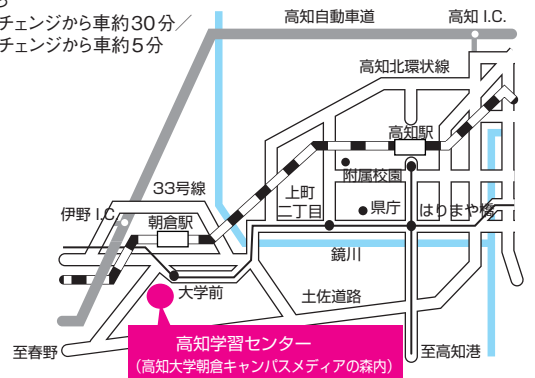 チェンジから車約30分／
チェンジから車約5分
高知自動車道
高知 I.C.
高知北環状線
高知駅
附属校園
33号線
上町
二丁目
県庁
はりまや橋
伊野 I.C
朝倉駅
鏡川
大学前
土佐道路
高知学習センター
（高知大学朝倉キャンパスメディアの森内）
至春野
至高知港